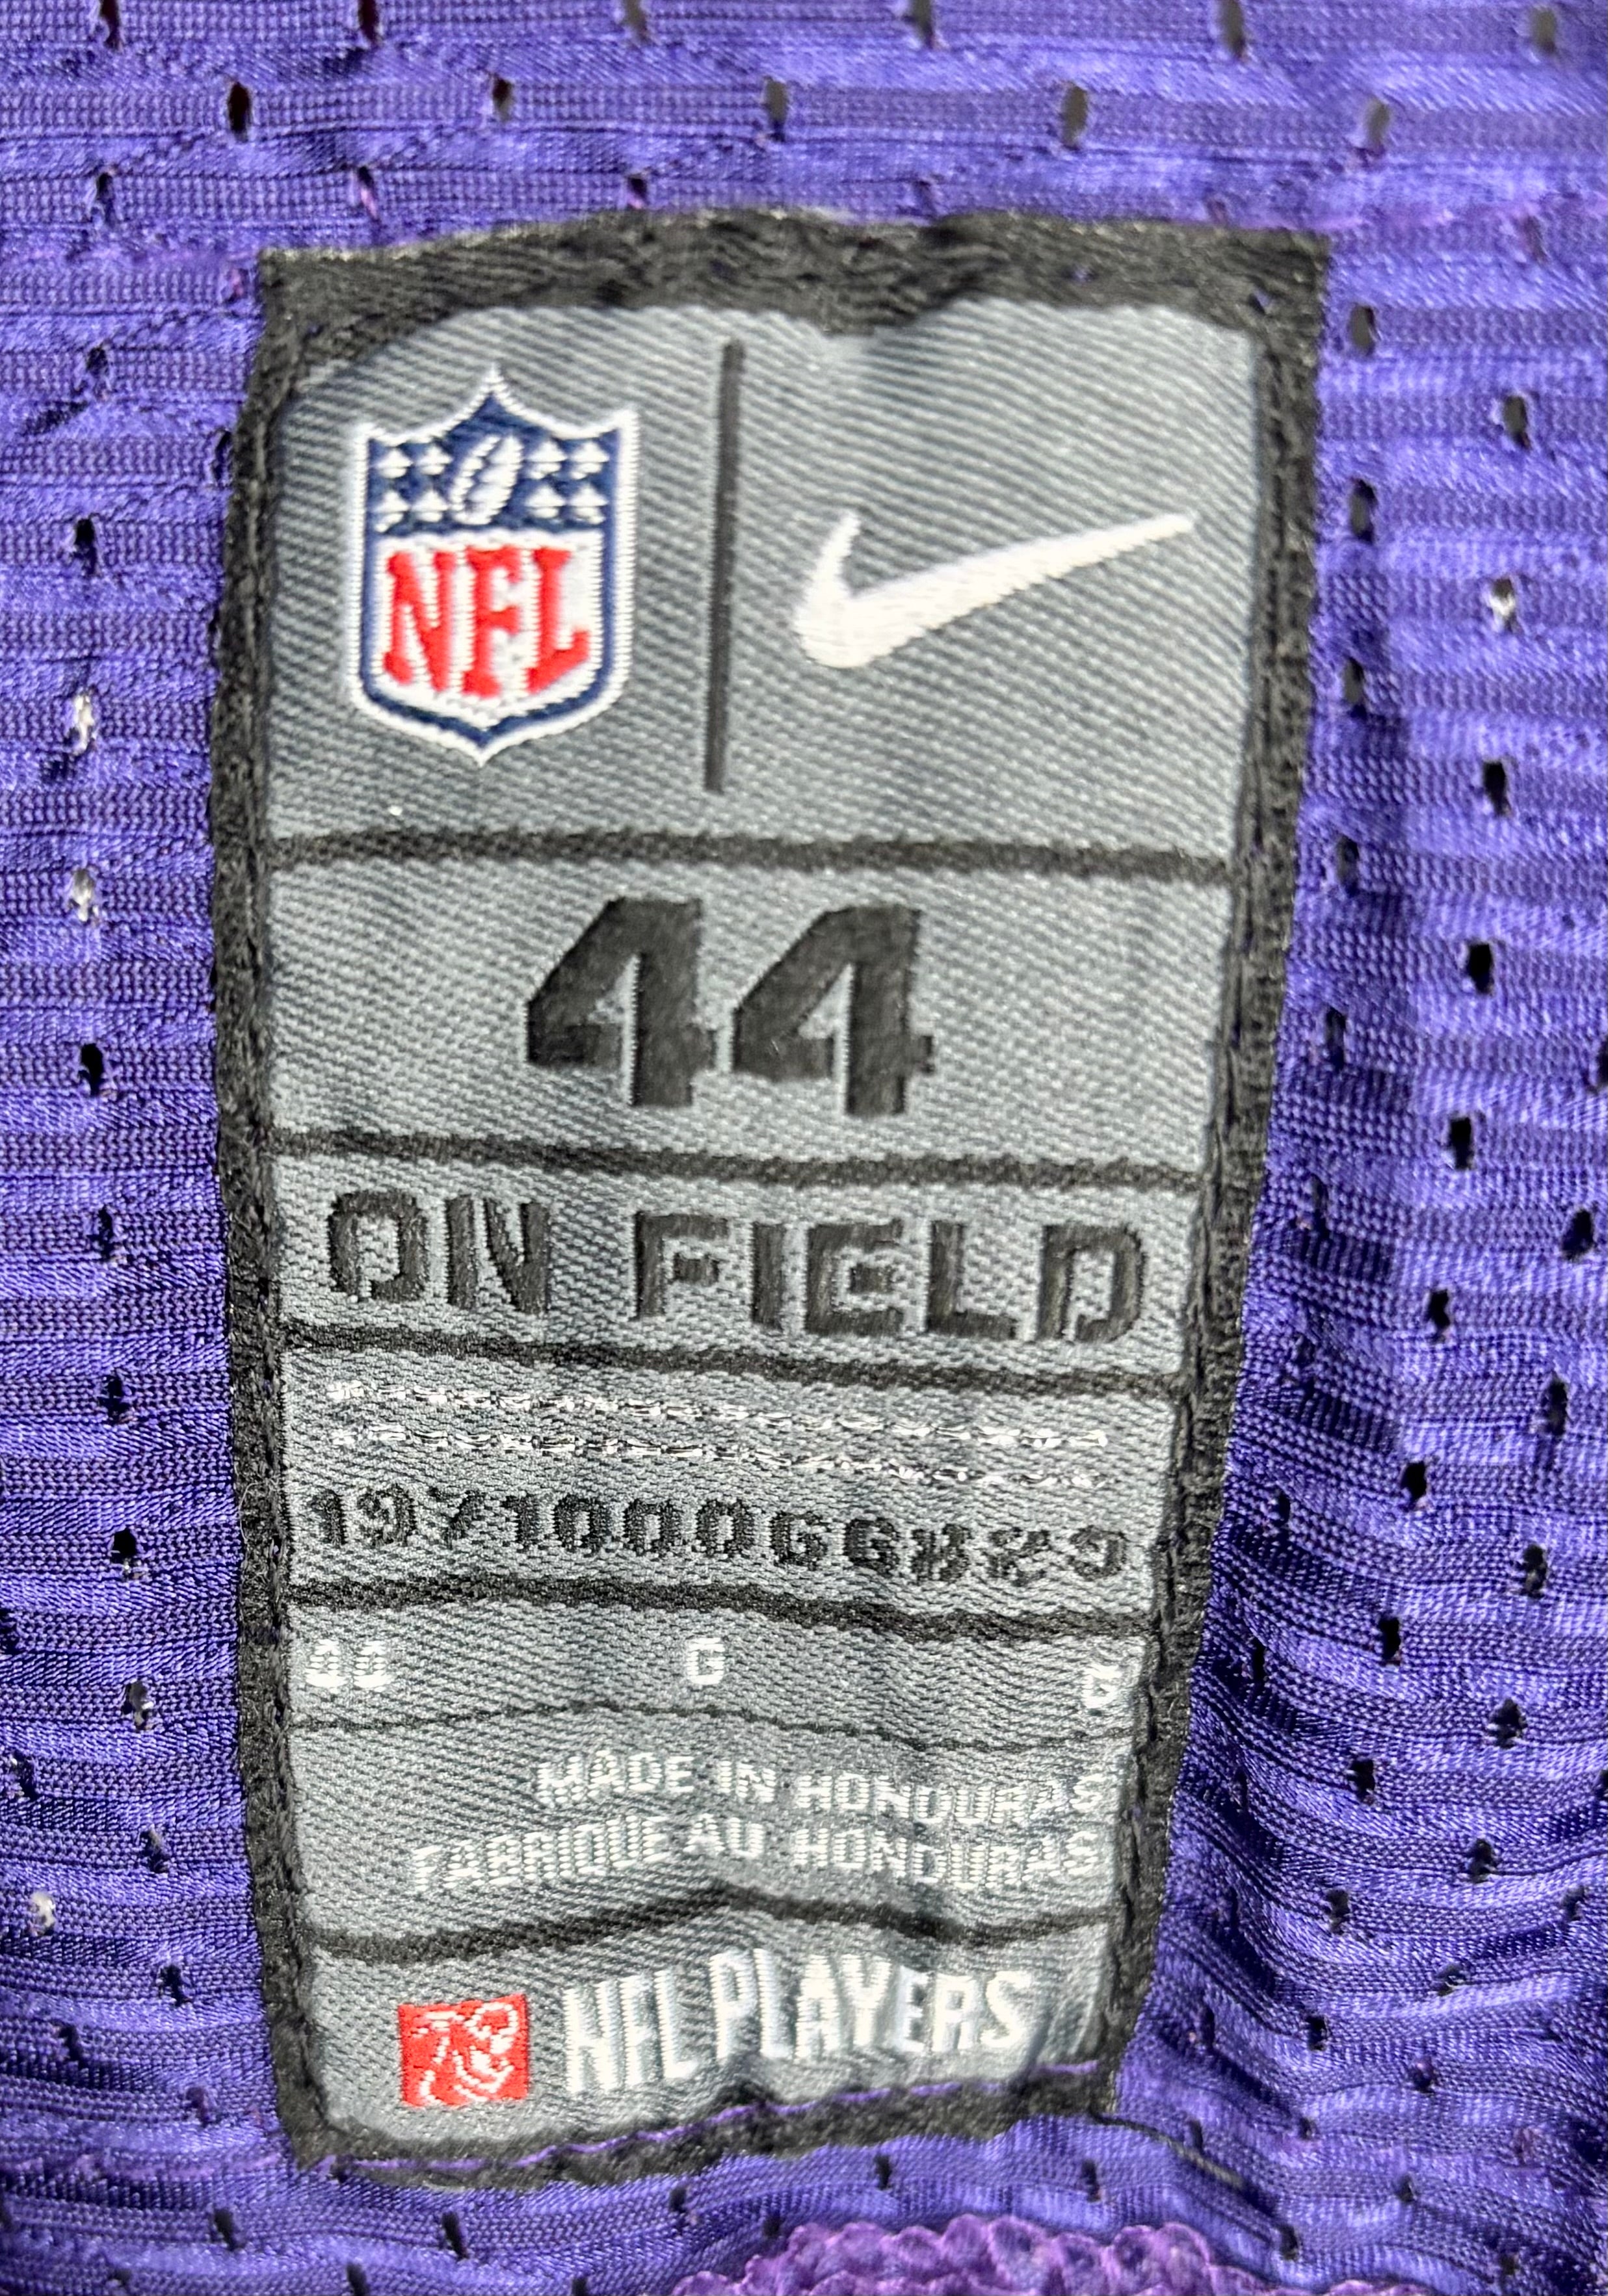 NFL
44
ON FIELD
G
MADE IN HONDURAS
FABRIQUE AU HONDURAS
NFL PLAYERS